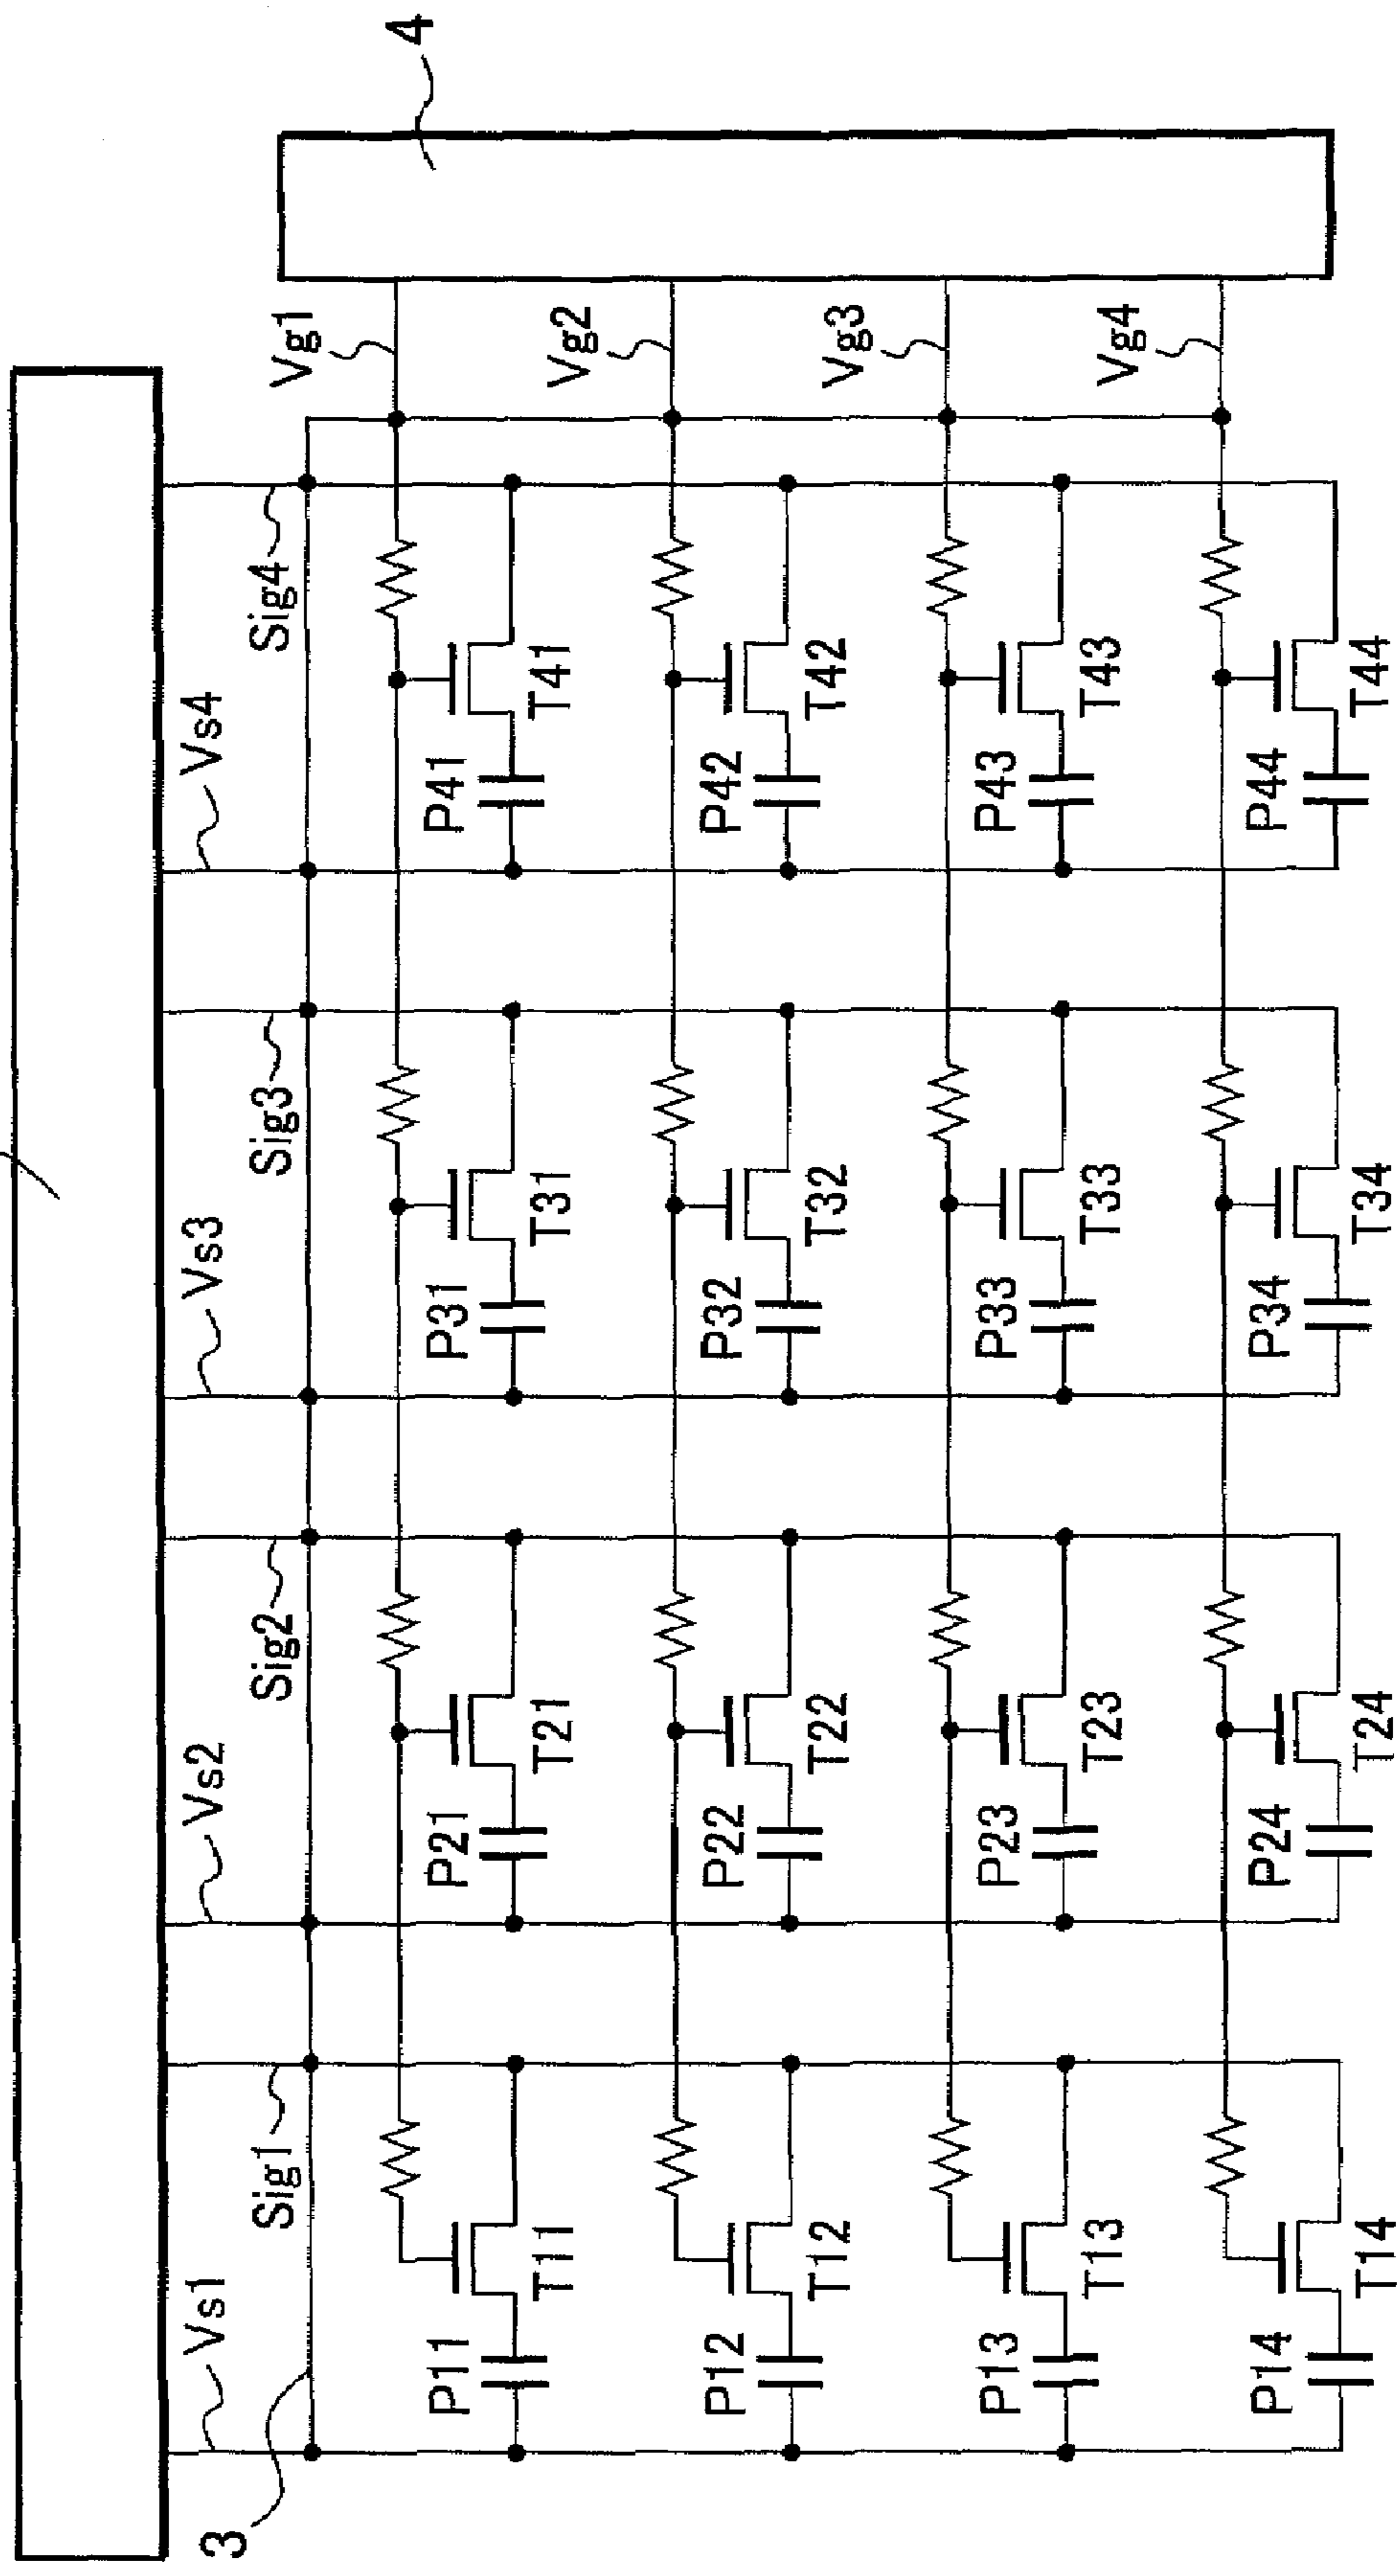 4
Vs1
Vs2
Vs3
Vs4
3
Sig1
Sig2
Sig3
Sig4
Vg1
P11
P21
P31
P41
T11
T21
T31
T41
Vg2
P12
P22
P32
P42
T12
T22
T32
T42
Vg3
P13
P23
P33
P43
T13
T23
T33
T43
Vg4
P14
P24
P34
P44
T14
T24
T34
T44